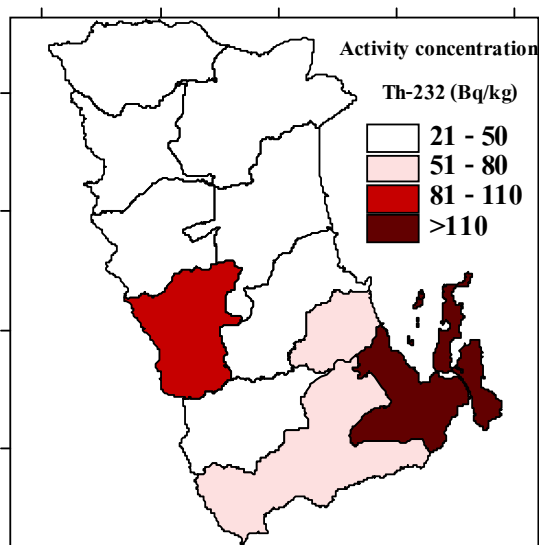 Activity concentration
Th-232 (Bq/kg)
21 - 50
51 - 80
81 - 110
>110